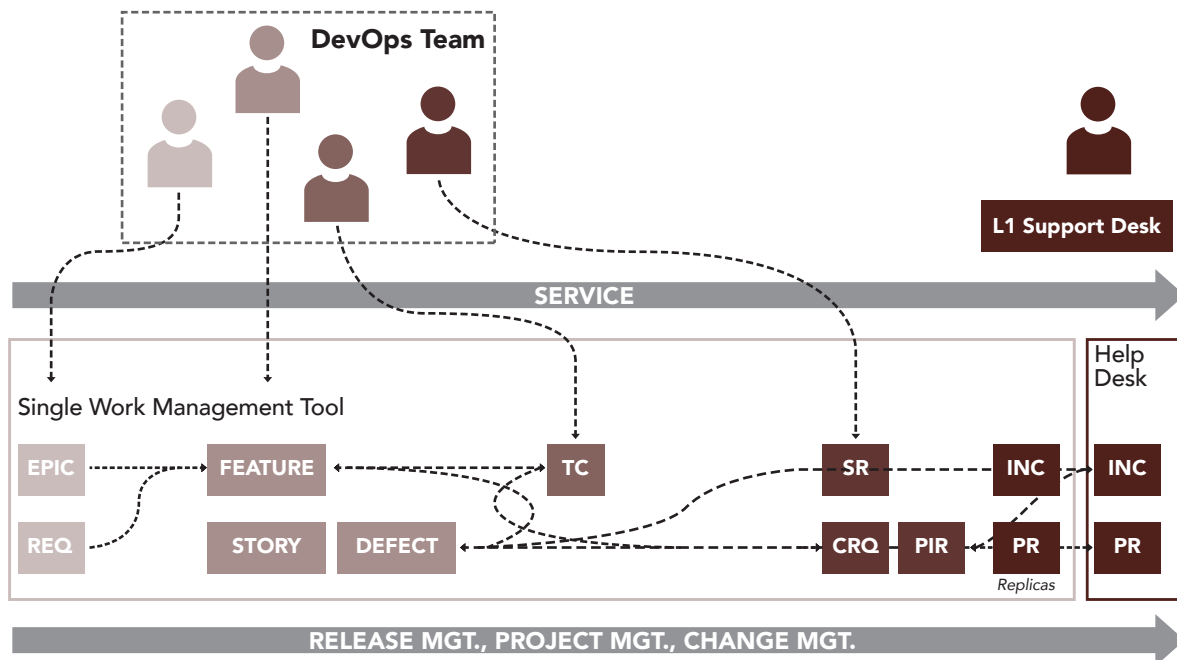 DevOps Team
L1 Support Desk
SERVICE
Help
Desk
Single Work Management Tool
EPIC
FEATURE
TC
SR
INC
INC
REQ
STORY
DEFECT
CRQ
PIR
PR
PR
Replicas
RELEASE MGT., PROJECT MGT., CHANGE MGT.